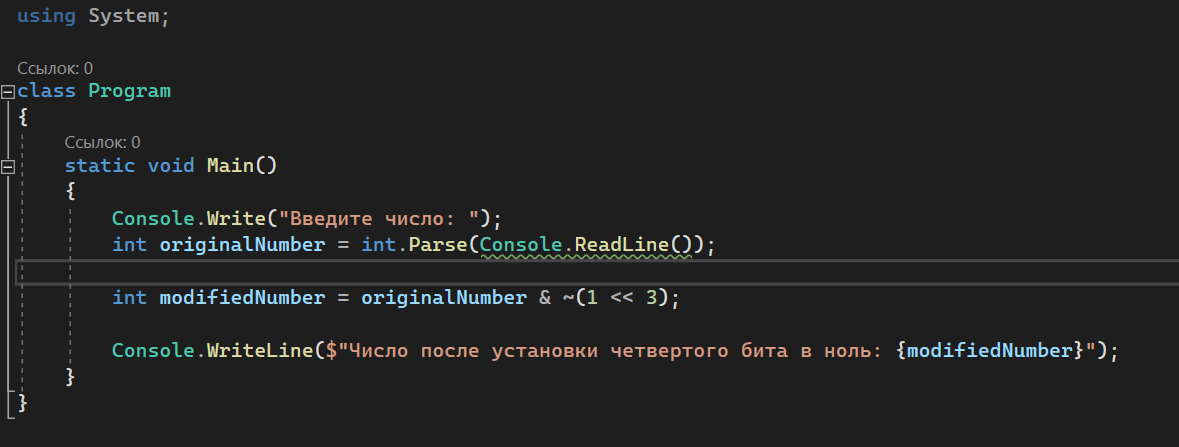 using System;
Ссылок: 0
class Program
{
Ссылок: 0
static void Main()
{
Console.Write("Введите число: ");
int originalNumber = int.Parse(Console.ReadLine());
int modifiedNumber = originalNumber & ~(1 << 3);
Console.WriteLine($"Число после установки четвертого бита в ноль: {modifiedNumber}");
}
}